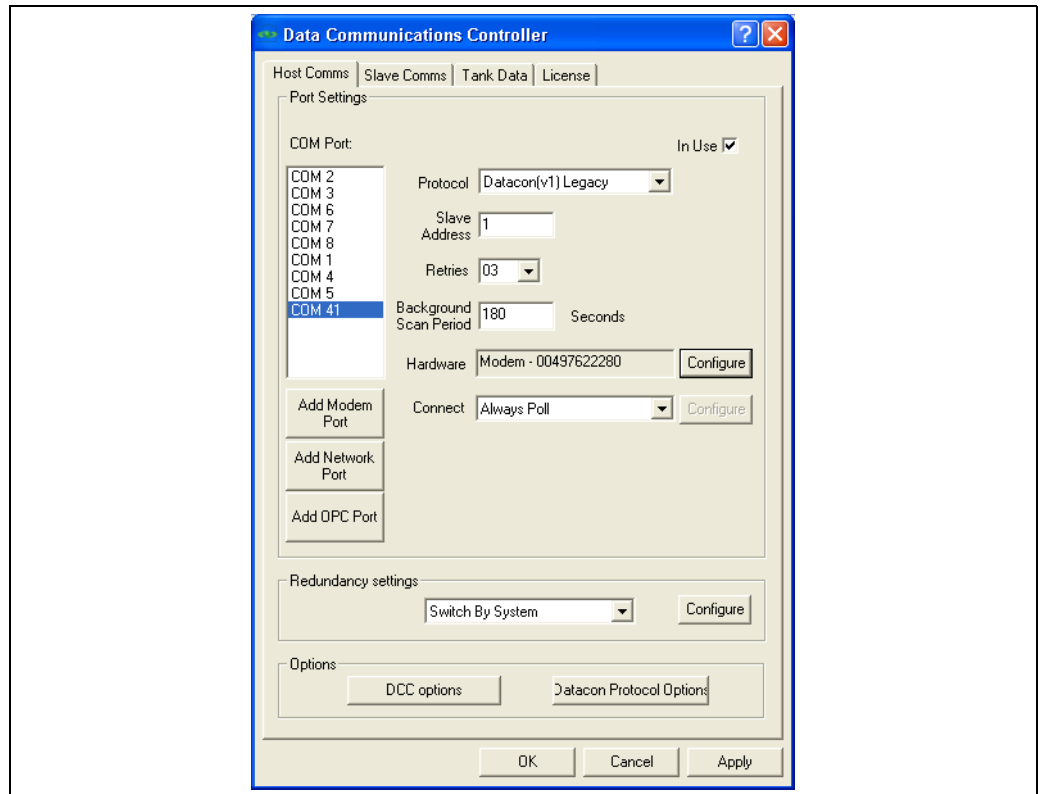 Data Communications Controller
Host Comms Slave Comms Tank Data License
Port Settings
COM Port:
In Use
COM 2
COM 3
COM 6
COM 7
COM 8
COM 1
COM 4
COM 5
COM 41
Protocol Datacon(v1) Legacy
Slave
Address
1
Retries 03
Background
Scan Period
180 Seconds
Hardware Modem - 00497622280 Configure
Connect Always Poll Configure
Add Modem
Port
Add Network
Port
Add OPC Port
Redundancy settings
Switch By System Configure
Options
DCC options Datacon Protocol Options
OK Cancel Apply